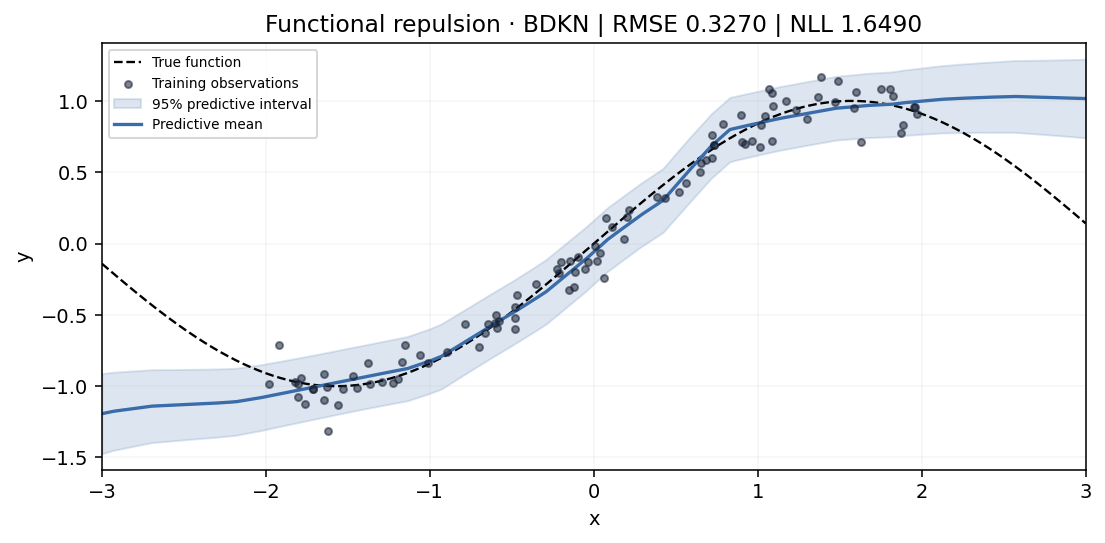 Functional repulsion · BDKN | RMSE 0.3270 | NLL 1.6490
True function
Training observations
95% predictive interval
Predictive mean
y
1.0
0.5
0.0
−0.5
−1.0
−1.5
−3 −2 −1 0 1 2 3
x